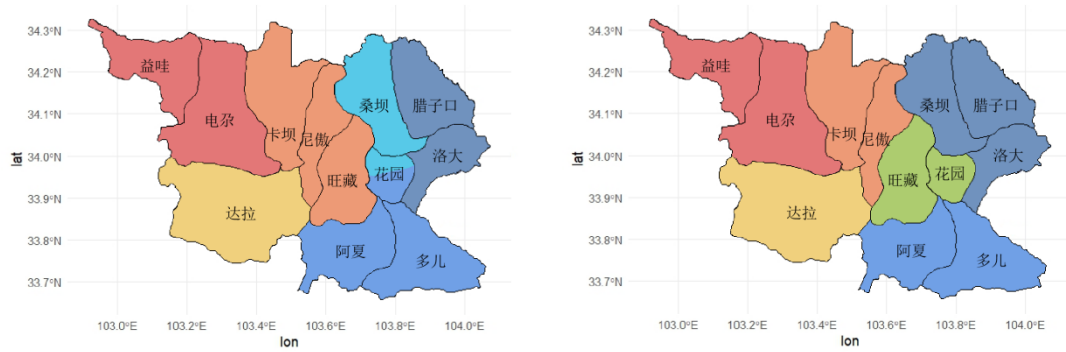 34.3°N
34.2°N
34.1°N
34.0°N
33.9°N
33.8°N
33.7°N
lat
益哇
电尕
卡坝
尼傲
桑坝
腊子口
洛大
花园
旺藏
达拉
阿夏
多儿
103.0°E
103.2°E
103.4°E
103.6°E
103.8°E
104.0°E
lon
34.3°N
34.2°N
34.1°N
34.0°N
33.9°N
33.8°N
33.7°N
lat
益哇
电尕
卡坝
尼傲
桑坝
腊子口
洛大
花园
旺藏
达拉
阿夏
多儿
103.0°E
103.2°E
103.4°E
103.6°E
103.8°E
104.0°E
lon